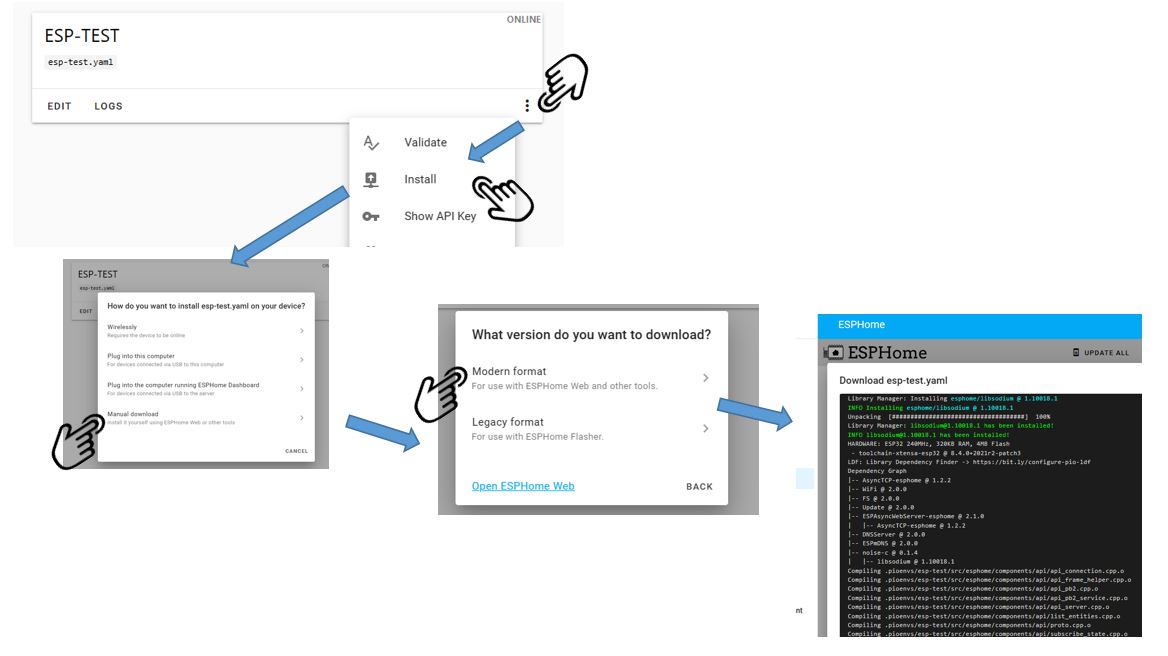 ONLINE
ESP-TEST
esp-test.yaml
EDIT LOGS
Validate
Install
Show API Key
ESP-TEST
esp-test.yaml
EDIT
How do you want to install esp-test.yaml on your device?
Wirelessly
Requires the device to be online
Plug into this computer
For devices connected via USB to this computer
Plug into the computer running ESPHome Dashboard
For devices connected via USB to the server
Manual download
Install it yourself using ESPHome Web or other tools
CANCEL
What version do you want to download?
Modern format
For use with ESPHome Web and other tools.
Legacy format
For use with ESPHome Flasher.
Open ESPHome Web
BACK
ESPHome
ESPHome
UPDATE ALL
Download esp-test.yaml
Library Manager: Installing esphome/libsodium @ 1.10018.1
INFO Installing esphome/libsodium @ 1.10018.1
Unpacking [####################################] 100%
Library Manager: libsodium@1.10018.1 has been installed!
INFO libsodium@1.10018.1 has been installed!
HARDWARE: ESP32 240MHz, 320KB RAM, 4MB Flash
- toolchain-xtensa-esp32 @ 8.4.0+2021r2-patch3
LDF: Library Dependency Finder -> https://bit.ly/configure-pio-ldf
Dependency Graph
|-- AsyncTCP-esphome @ 1.2.2
|-- WiFi @ 2.0.0
|-- FS @ 2.0.0
|-- Update @ 2.0.0
|-- ESPAsyncWebServer-esphome @ 2.1.0
| |-- AsyncTCP-esphome @ 1.2.2
|-- DNSServer @ 2.0.0
|-- ESPmDNS @ 2.0.0
|-- noise-c @ 0.1.4
| |-- libsodium @ 1.10018.1
Compiling .pioenvs/esp-test/src/esphome/components/api/api_connection.cpp.o
Compiling .pioenvs/esp-test/src/esphome/components/api/api_frame_helper.cpp.o
Compiling .pioenvs/esp-test/src/esphome/components/api/api_pb2.cpp.o
Compiling .pioenvs/esp-test/src/esphome/components/api/api_pb2_service.cpp.o
Compiling .pioenvs/esp-test/src/esphome/components/api/api_server.cpp.o
Compiling .pioenvs/esp-test/src/esphome/components/api/list_entities.cpp.o
Compiling .pioenvs/esp-test/src/esphome/components/api/proto.cpp.o
Compiling .pioenvs/esp-test/src/esphome/components/api/subscribe_state.cpp.o
nt